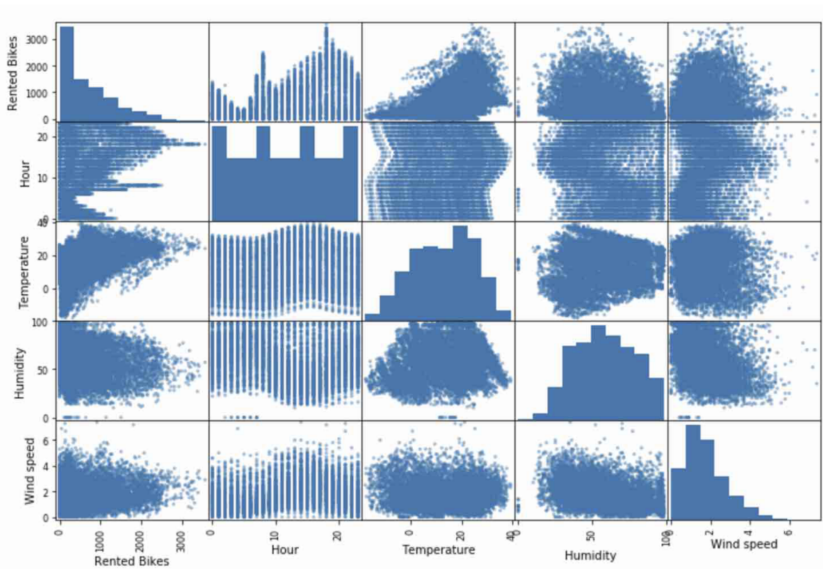 Rented Bikes
3000
2000
1000
0
Hour
20
10
0
Temperature
40
20
0
Humidity
100
50
0
Wind speed
6
4
2
0
0 1000 2000 3000
Rented Bikes
0 10 20
Hour
0 20 40
Temperature
0 50 100
Humidity
0 2 4 6
Wind speed